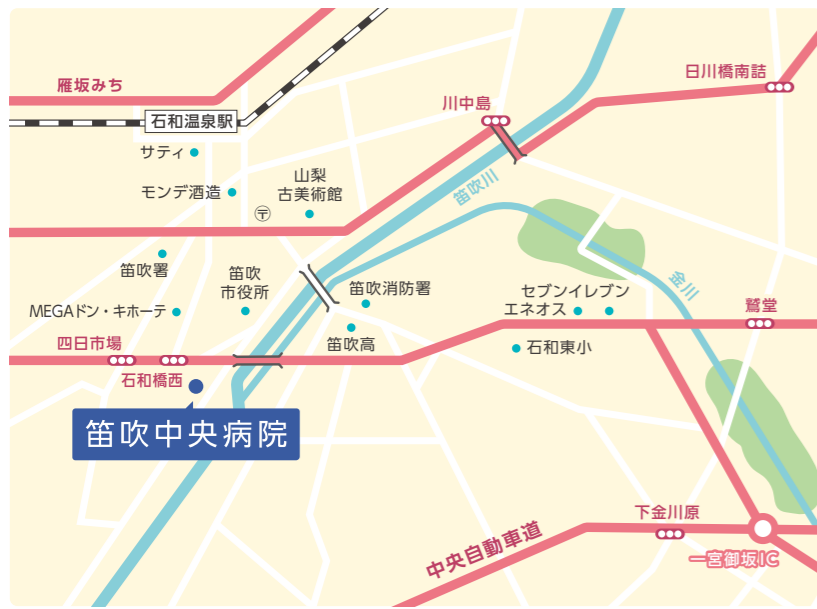 日川橋南詰
雁坂みち
川中島
石和温泉駅
サティ
山梨
古美術館
モンデ酒造
笛吹川
〒
笛吹署
笛吹
市役所
金川
笛吹消防署
セブンイレブン
MEGAドン・キホーテ
エネオス
鵞堂
四日市場
笛吹高
石和東小
石和橋西
笛吹中央病院
下金川原
中央自動車道
一宮御坂IC